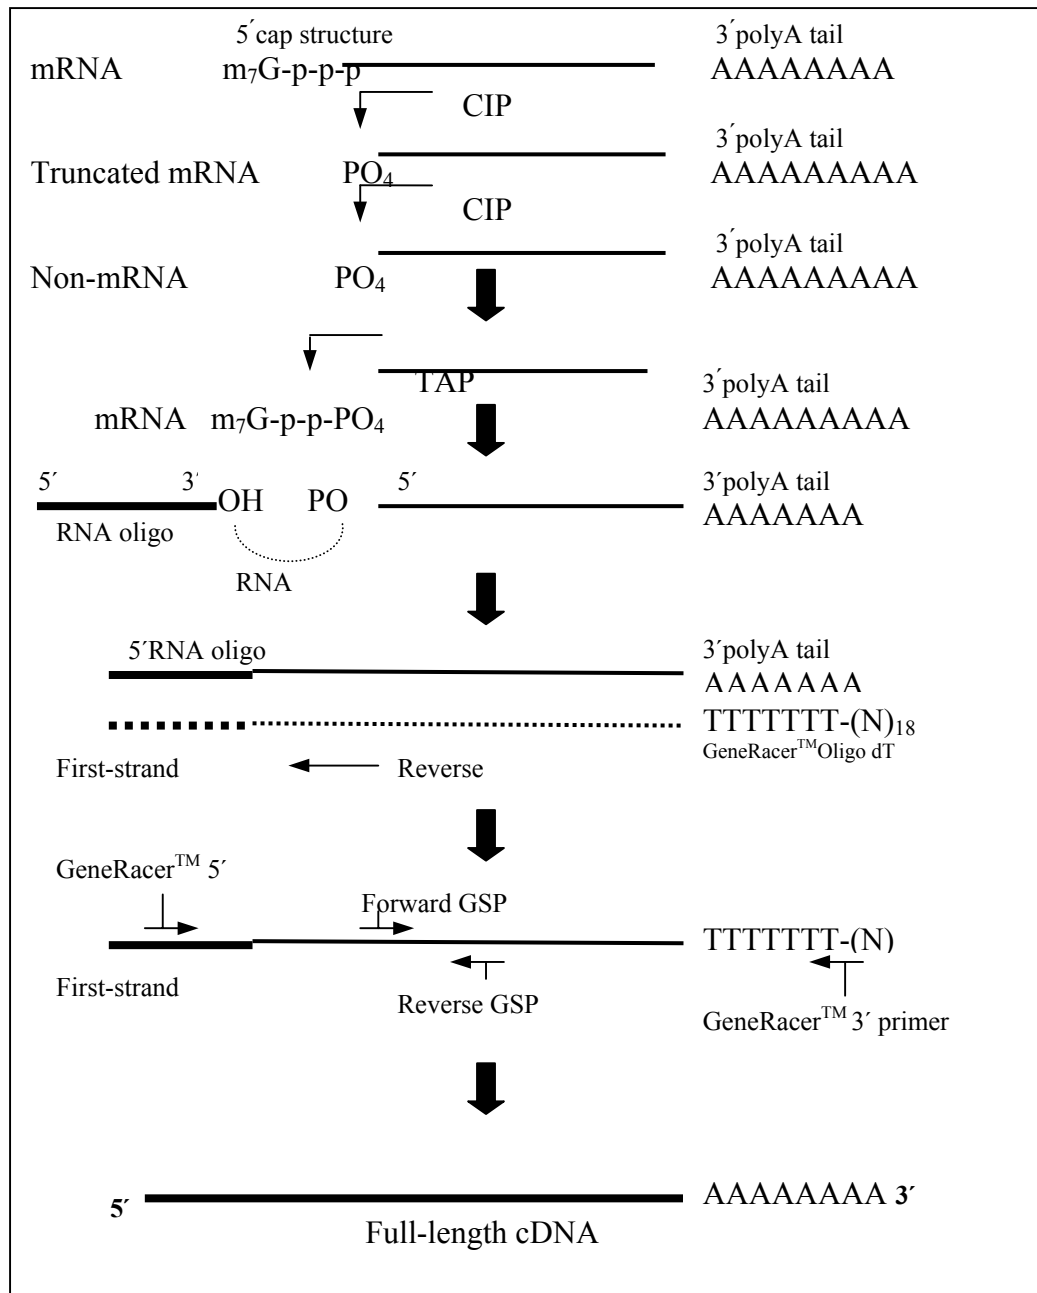 5´cap structure 3´polyA tail
mRNA m₇G-p-p-p AAAAAAAA
CIP
3´polyA tail
Truncated mRNA PO₄ AAAAAAAAA
CIP
3´polyA tail
Non-mRNA PO₄ AAAAAAAAA
TAP 3´polyA tail
mRNA m₇G-p-p-PO₄ AAAAAAAAA
5´ 3´ 5´ 3´polyA tail
OH PO AAAAAAA
RNA oligo
RNA
5´RNA oligo 3´polyA tail
AAAAAAA
TTTTTTT-(N)₁₈
GeneRacer™Oligo dT
First-strand Reverse
GeneRacer™ 5´
Forward GSP
TTTTTTT-(N)
First-strand
Reverse GSP
GeneRacer™ 3´ primer
5´ AAAAAAAA 3´
Full-length cDNA